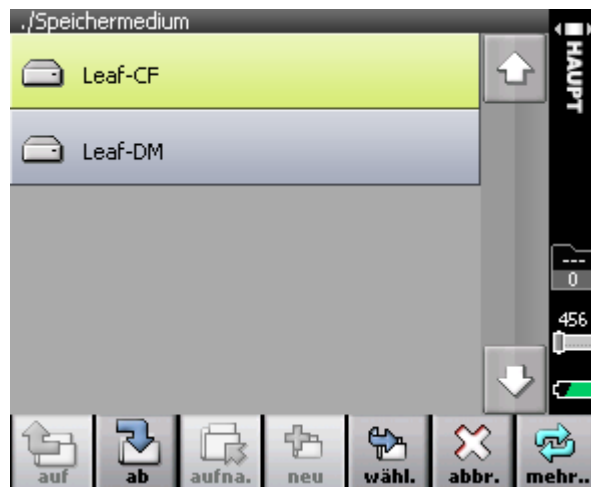 ./Speichermedium
Leaf-CF
Leaf-DM
HAUPT
---
0
456
auf
ab
aufna.
neu
wähl.
abbr.
mehr..